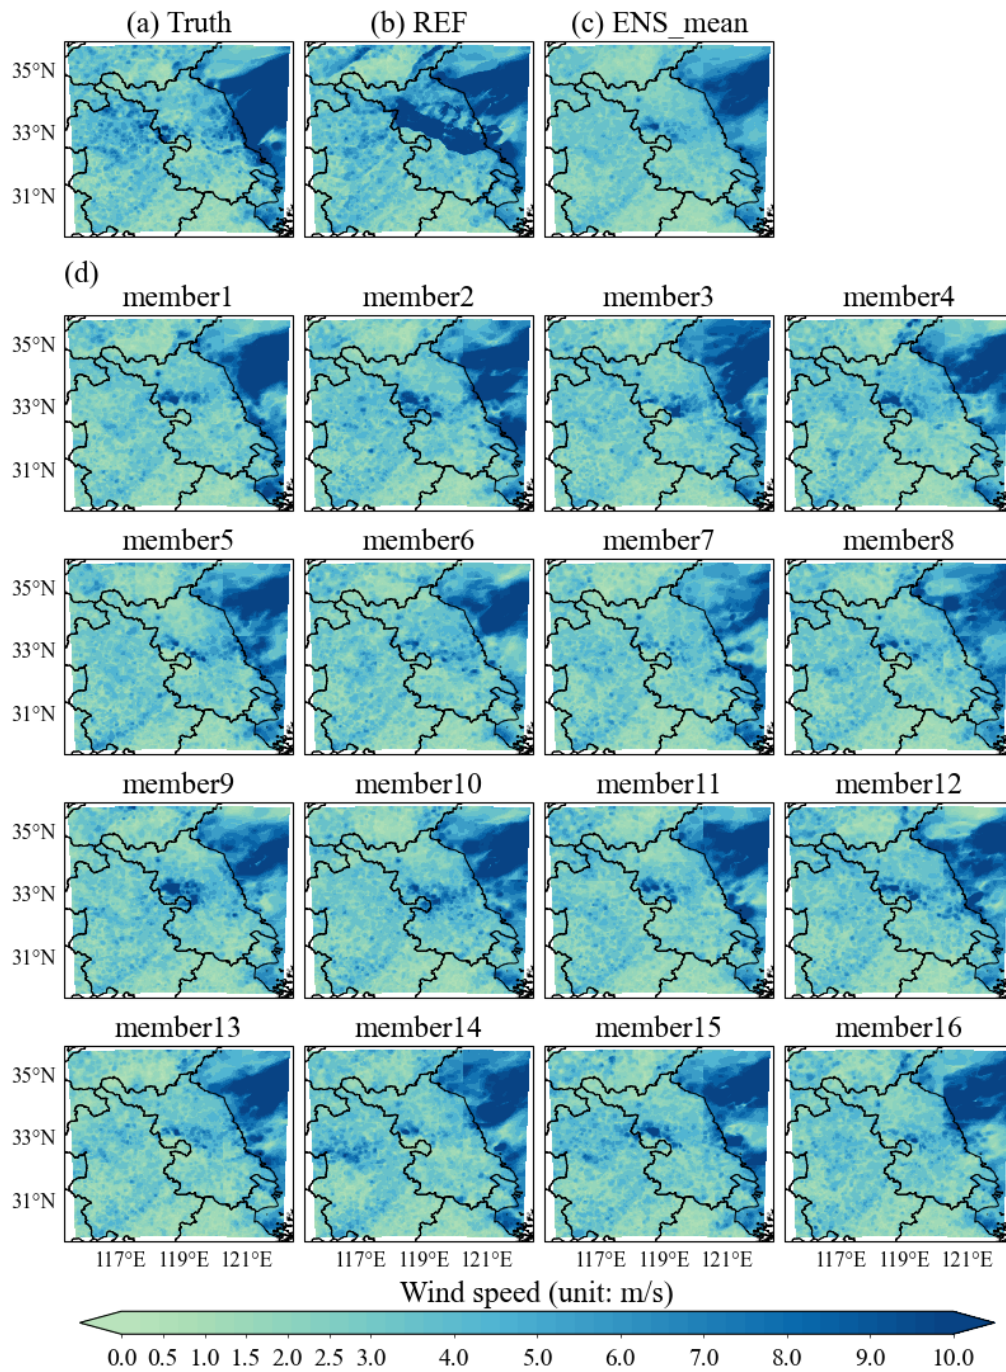 (a) Truth (b) REF (c) ENS_mean
35°N
33°N
31°N
(d)
member1 member2 member3 member4
35°N
33°N
31°N
member5 member6 member7 member8
35°N
33°N
31°N
member9 member10 member11 member12
35°N
33°N
31°N
member13 member14 member15 member16
35°N
33°N
31°N
117°E 119°E 121°E 117°E 119°E 121°E 117°E 119°E 121°E 117°E 119°E 121°E
Wind speed (unit: m/s)
0.0 0.5 1.0 2.0 2.5 3.0 4.0 5.0 6.0 7.0 8.0 9.0 10.0